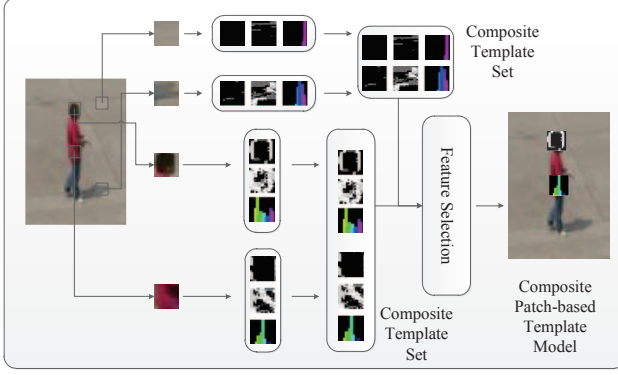 Composite
Template
Set
Feature Selection
Composite
Template
Set
Composite
Patch-based
Template
Model